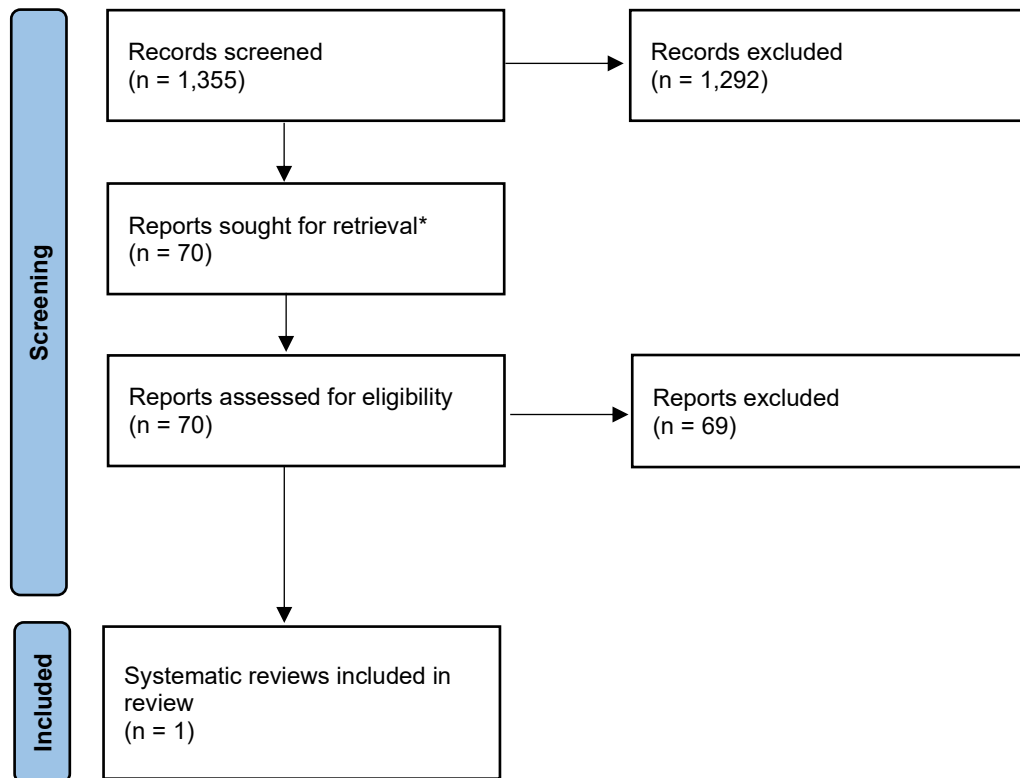 Records screened
(n = 1,355)
Records excluded
(n = 1,292)
Reports sought for retrieval*
(n = 70)
Screening
Reports assessed for eligibility
(n = 70)
Reports excluded
(n = 69)
Systematic reviews included in
review
(n = 1)
Included